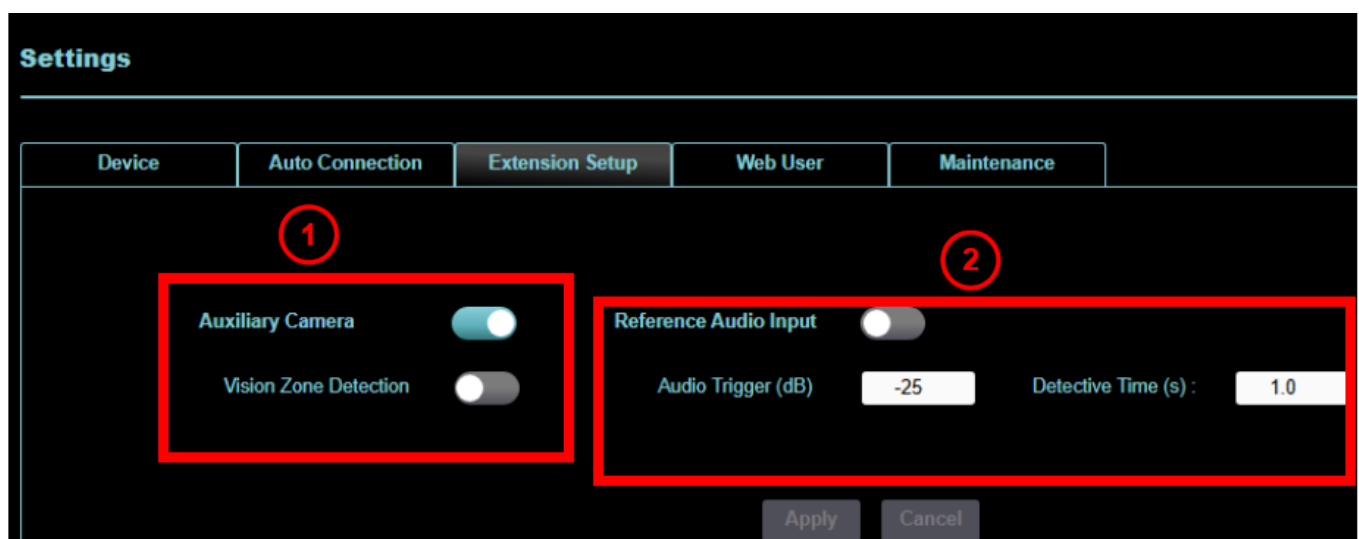 Settings
Device Auto Connection Extension Setup Web User Maintenance
1
2
Auxiliary Camera Reference Audio Input
Vision Zone Detection Audio Trigger (dB) -25 Detective Time (s) : 1.0
Apply Cancel